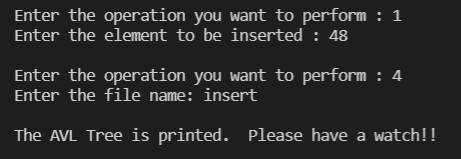 Enter the operation you want to perform : 1
Enter the element to be inserted : 48
Enter the operation you want to perform : 4
Enter the file name: insert
The AVL Tree is printed.  Please have a watch!!